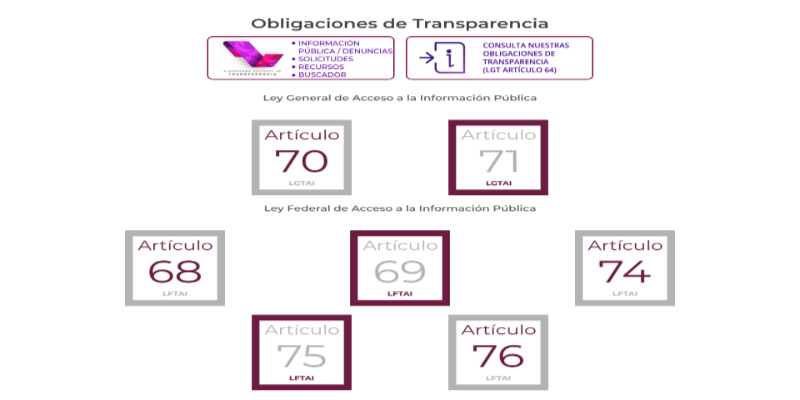 Obligaciones de Transparencia
PLATAFORMA NACIONAL DE
TRANSPARENCIA
INFORMACIÓN
PÚBLICA / DENUNCIAS
SOLICITUDES
RECURSOS
BUSCADOR
CONSULTA NUESTRAS
OBLIGACIONES DE
TRANSPARENCIA
(LGT ARTÍCULO 64)
Ley General de Acceso a la Información Pública
Artículo
70
LGTAI
Artículo
71
LGTAI
Ley Federal de Acceso a la Información Pública
Artículo
68
LFTAI
Artículo
69
LFTAI
Artículo
74
LFTAI
Artículo
75
LFTAI
Artículo
76
LFTAI